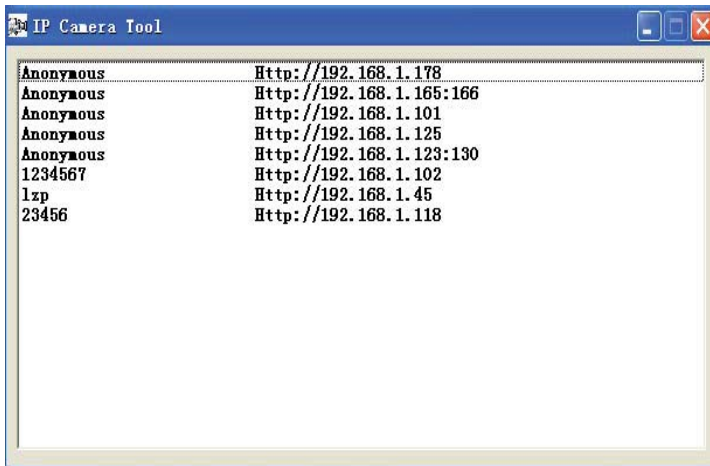 IP Camera Tool
Anonymous Http://192.168.1.178
Anonymous Http://192.168.1.165:166
Anonymous Http://192.168.1.101
Anonymous Http://192.168.1.125
Anonymous Http://192.168.1.123:130
1234567 Http://192.168.1.102
lzp Http://192.168.1.45
23456 Http://192.168.1.118